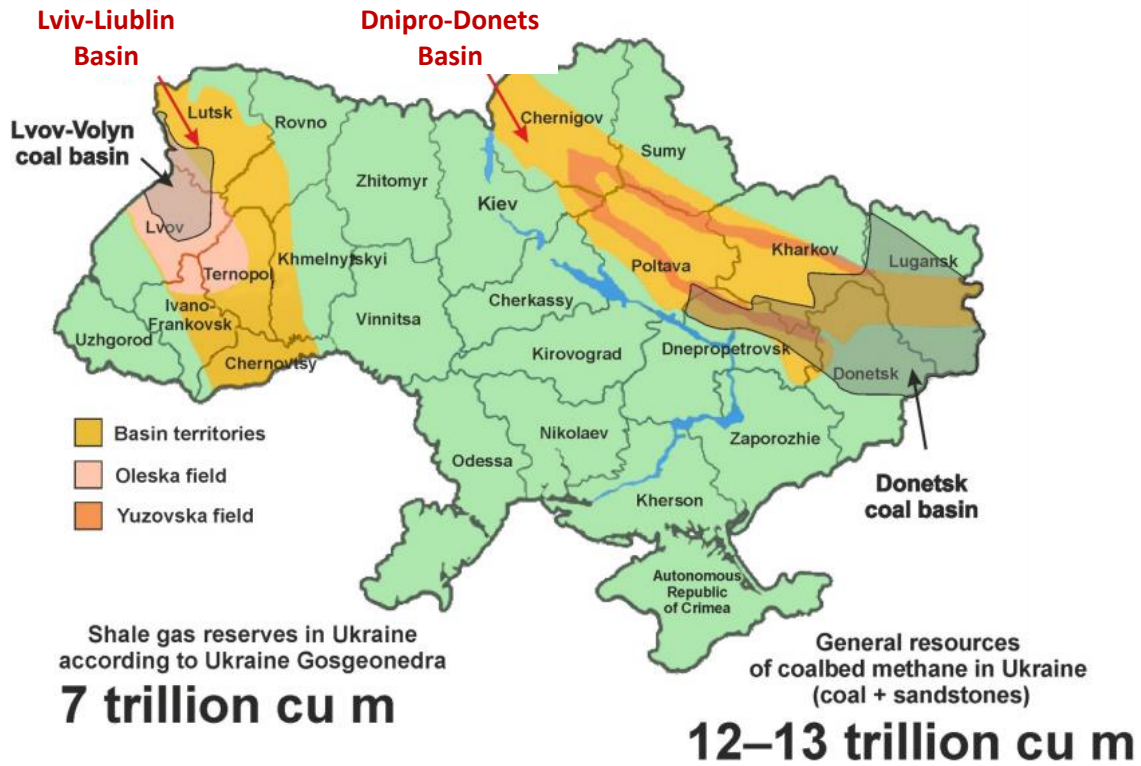 Lviv-Liublin
Basin
Dnipro-Donets
Basin
Lvov-Volyn
coal basin
Lutsk
Rovno
Chernigov
Sumy
Zhitomyr
Kiev
Lvov
Ternopol
Khmelnytskyi
Poltava
Kharkov
Lugansk
Ivano-
Frankovsk
Uzhgorod
Vinnitsa
Cherkassy
Chernovtsy
Kirovograd
Dnepropetrovsk
Donetsk
Basin territories
Oleska field
Yuzovska field
Odessa
Nikolaev
Zaporozhie
Kherson
Donetsk
coal basin
Autonomous
Republic
of Crimea
Shale gas reserves in Ukraine
according to Ukraine Gosgeonedra
7 trillion cu m
General resources
of coalbed methane in Ukraine
(coal + sandstones)
12–13 trillion cu m